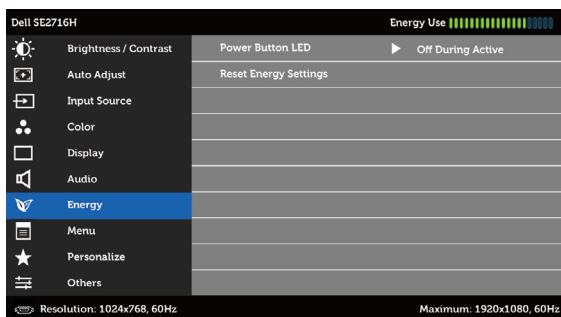 Dell SE2716H Energy Use
Brightness / Contrast Power Button LED Off During Active
Auto Adjust Reset Energy Settings
Input Source
Color
Display
Audio
Energy
Menu
Personalize
Others
Resolution: 1024x768, 60Hz Maximum: 1920x1080, 60Hz